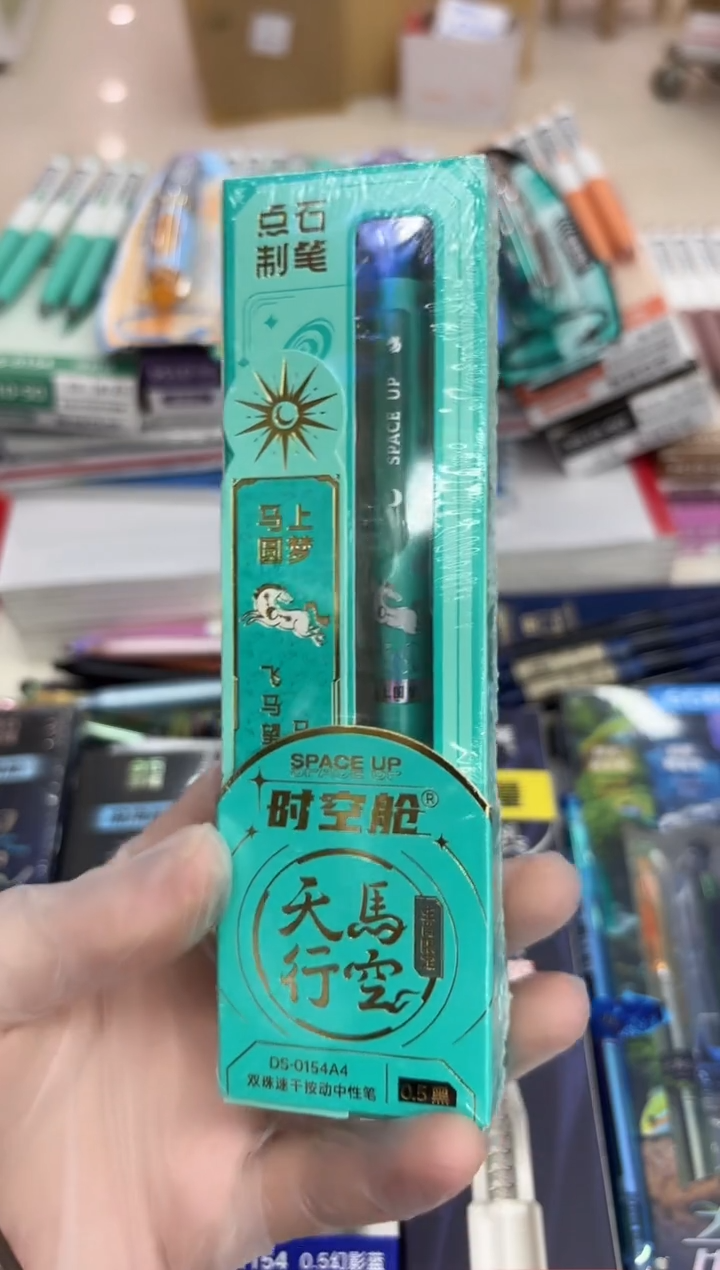 点石
制笔
SPACE UP
马上
圆梦
飞
马
望
SPACE UP
时空舱®
天馬
行空
DS-0154A4
双珠速干按动中性笔
0.5黑
154 0.5幻影蓝